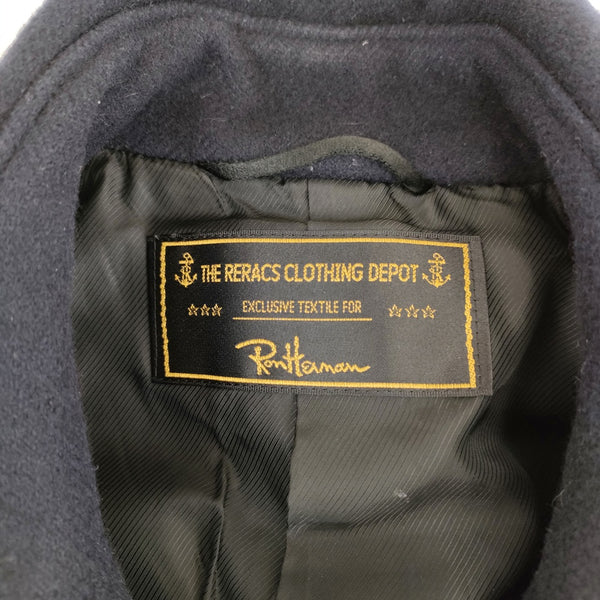 THE RERACS CLOTHING DEPOT
EXCLUSIVE TEXTILE FOR
RonHerman